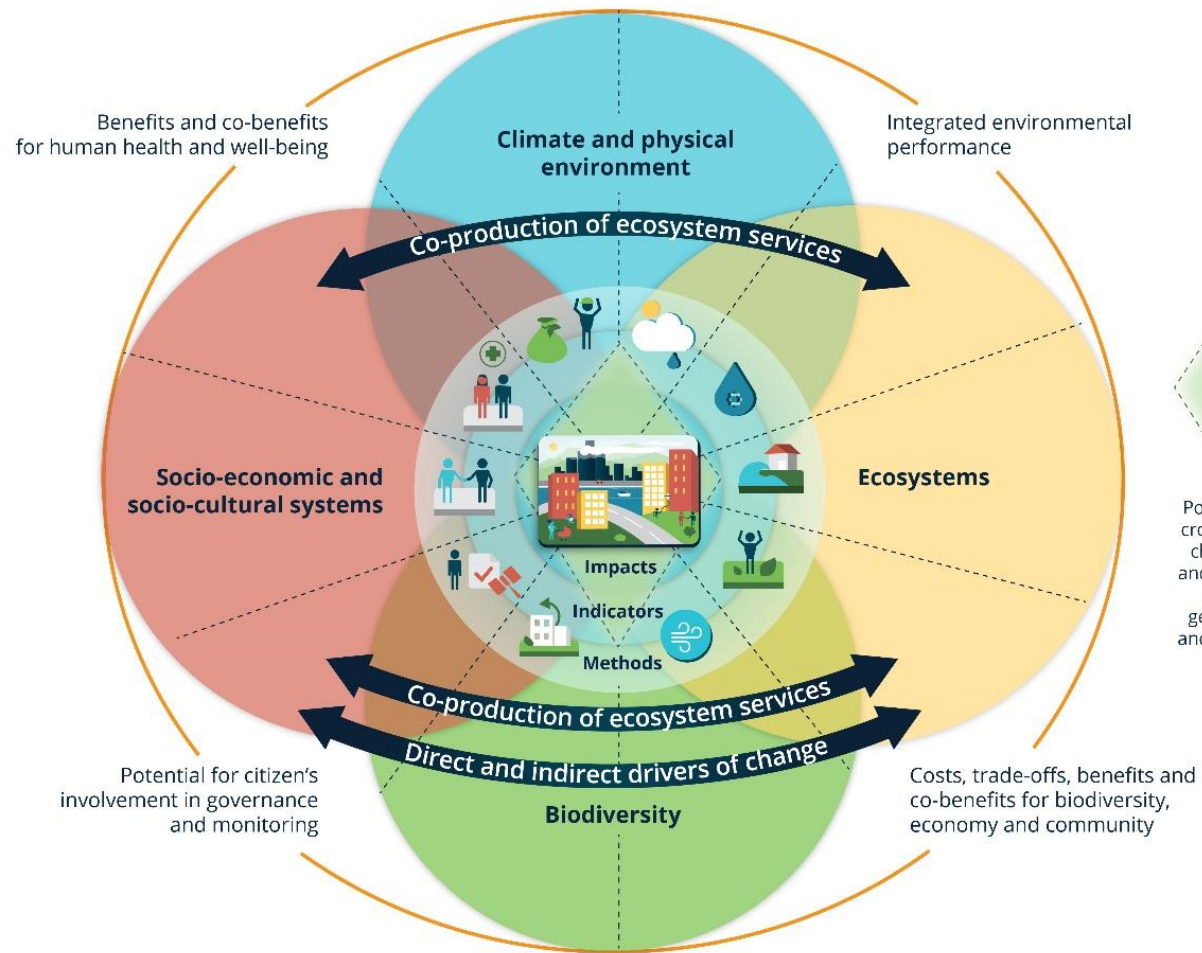 Benefits and co-benefits
for human health and well-being
Integrated environmental
performance
Climate and physical
environment
Co-production of ecosystem services
Socio-economic and
socio-cultural systems
Ecosystems
Impacts
Indicators
Methods
Co-production of ecosystem services
Direct and indirect drivers of change
Biodiversity
Potential for citizen's
involvement in governance
and monitoring
Costs, trade-offs, benefits and
co-benefits for biodiversity,
economy and community